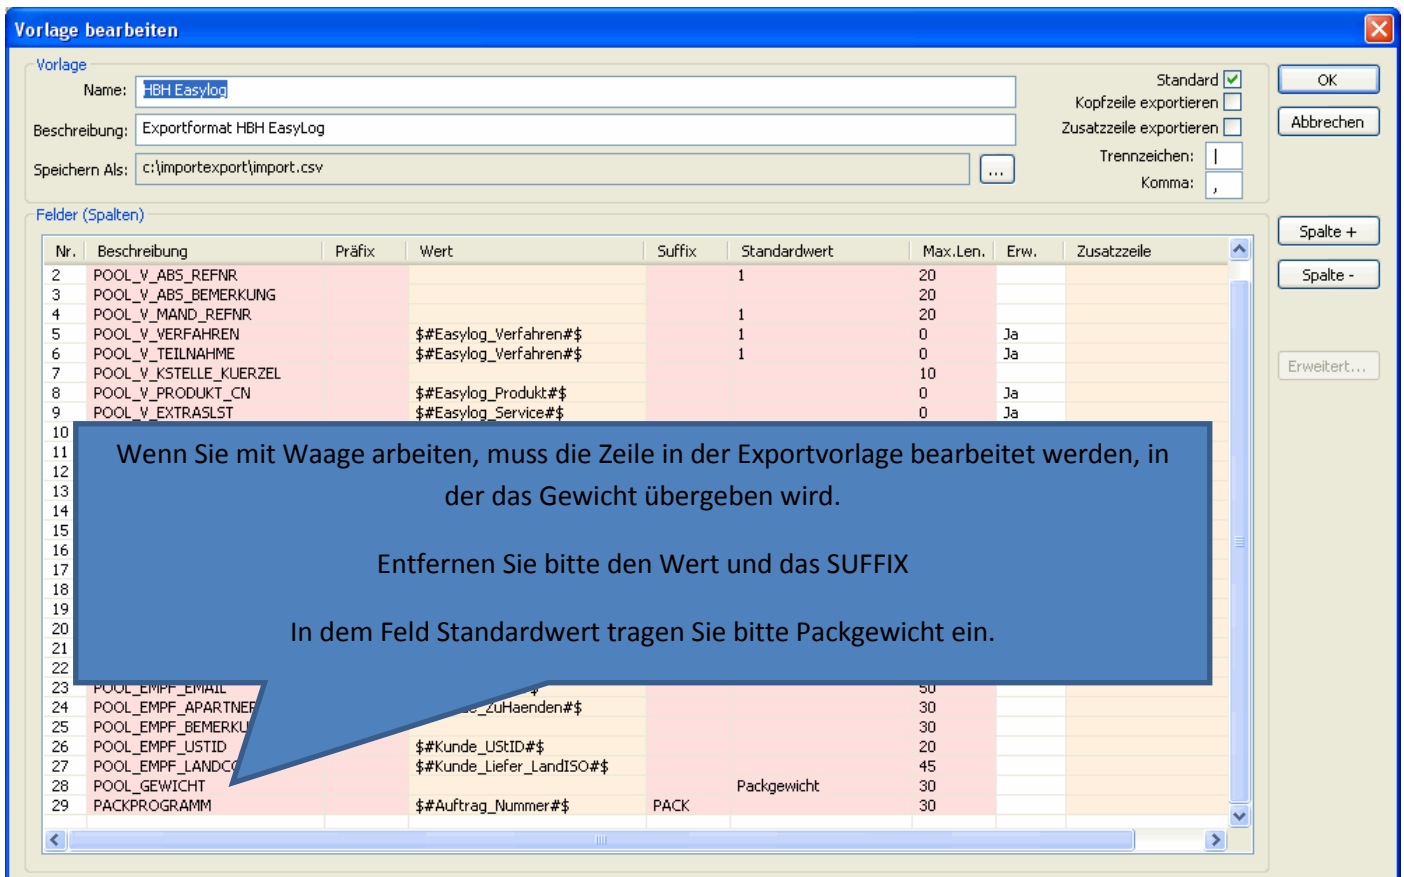 Vorlage bearbeiten
Vorlage
Name: HBH Easylog
Beschreibung: Exportformat HBH EasyLog
Speichern Als: c:\importexport\import.csv ...
Standard
Kopfzeile exportieren
Zusatzzeile exportieren
Trennzeichen: |
Komma: ,
OK
Abbrechen
Felder (Spalten)
Spalte +
Spalte -
Erweitert...
Nr. Beschreibung Präfix Wert Suffix Standardwert Max.Len. Erw. Zusatzzeile
2 POOL_V_ABS_REFNR 1 20
3 POOL_V_ABS_BEMERKUNG 20
4 POOL_V_MAND_REFNR 1 20
5 POOL_V_VERFAHREN $#Easylog_Verfahren#$ 1 0 Ja
6 POOL_V_TEILNAHME $#Easylog_Verfahren#$ 1 0 Ja
7 POOL_V_KSTELLE_KUERZEL 10
8 POOL_V_PRODUKT_CN $#Easylog_Produkt#$ 0 Ja
9 POOL_V_EXTRASLST $#Easylog_Service#$ 0 Ja
10
11
12
13
14
15
16
17
18
19
20
21
22
Wenn Sie mit Waage arbeiten, muss die Zeile in der Exportvorlage bearbeitet werden, in
der das Gewicht übergeben wird.
Entfernen Sie bitte den Wert und das SUFFIX
In dem Feld Standardwert tragen Sie bitte Packgewicht ein.
23 POOL_EMPF_EMAIL $ 50
24 POOL_EMPF_APARTNER _ZuHaenden#$ 30
25 POOL_EMPF_BEMERKU 30
26 POOL_EMPF_USTID $#Kunde_UStID#$ 20
27 POOL_EMPF_LANDCO $#Kunde_Liefer_LandISO#$ 45
28 POOL_GEWICHT Packgewicht 30
29 PACKPROGRAMM $#Auftrag_Nummer#$ PACK 30